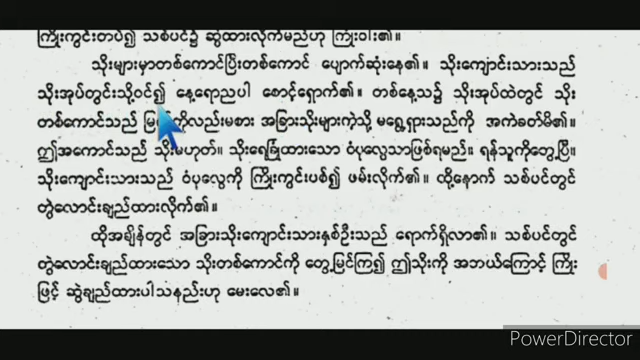 ကြိုးကွင်းတပ်၍ သစ်ပင်၌ ဆွဲထားလိုက်မည်ဟု ကြုံးဝါး၏။
သိုးများမှာတစ်ကောင်ပြီးတစ်ကောင် ပျောက်ဆုံးနေ၏။ သိုးကျောင်းသားသည်
သိုးအုပ်တွင်းသို့ဝင်၍ နေ့ရောညပါ စောင့်ရှောက်၏။ တစ်နေ့သ၌ သိုးအုပ်ထဲတွင် သိုး
တစ်ကောင်သည် မြက်ကိုလည်းမစား အခြားသိုးများကဲ့သို့ မရွေ့ရှားသည်ကို အကဲခတ်မိ၏။
ဤအကောင်သည် သိုးမဟုတ်။ သိုးရေခြုံထားသော ဝံပုလွေသာဖြစ်ရမည်။ ရန်သူကိုတွေ့ပြီ။
သိုးကျောင်းသားသည် ဝံပုလွေကို ကြိုးကွင်းပစ်၍ ဖမ်းလိုက်၏။ ထို့နောက် သစ်ပင်တွင်
တွဲလောင်းချည်ထားလိုက်၏။
ထိုအချိန်တွင် အခြားသိုးကျောင်းသားနှစ်ဦးသည် ရောက်ရှိလာ၏။ သစ်ပင်တွင်
တွဲလောင်းချည်ထားသော သိုးတစ်ကောင်ကို တွေ့မြင်ကြ၍ ဤသိုးကို အဘယ်ကြောင့် ကြိုး
ဖြင့် ဆွဲချည်ထားပါသနည်းဟု မေးလေ၏။
PowerDirector